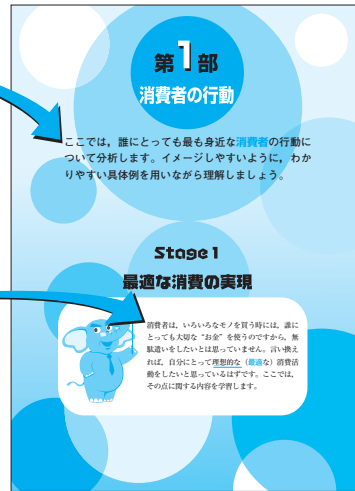 第1部
消費者の行動
ここでは，誰にとっても最も身近な消費者の行動に
ついて分析します。イメージしやすいように，わか
りやすい具体例を用いながら理解しましょう。
Stage 1
最適な消費の実現
消費者は，いろいろなモノを買う時には，誰に
とっても大切な“お金”を使うのですから，無
駄遣いをしたいとは思っていません。言い換え
れば，自分にとって理想的な（最適な）消費活
動をしたいと思っているはずです。ここでは，
その点に関する内容を学習します。